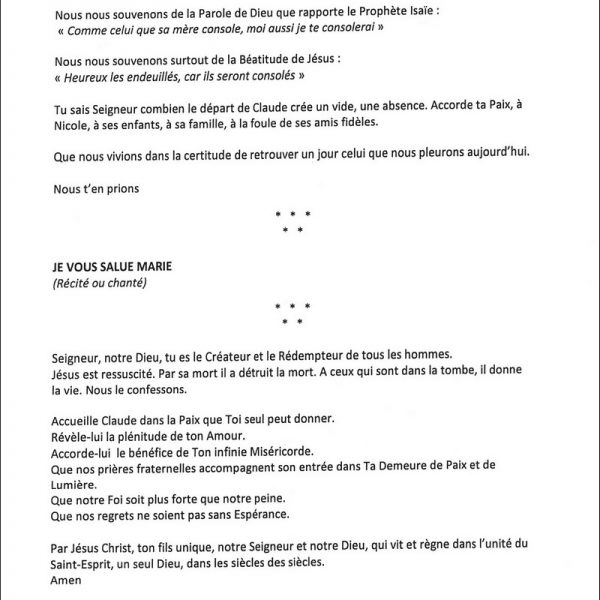 Nous nous souvenons de la Parole de Dieu que rapporte le Prophète Isaïe :
« Comme celui que sa mère console, moi aussi je te consolerai »
Nous nous souvenons surtout de la Béatitude de Jésus :
« Heureux les endeuillés, car ils seront consolés »
Tu sais Seigneur combien le départ de Claude crée un vide, une absence. Accorde ta Paix, à
Nicole, à ses enfants, à sa famille, à la foule de ses amis fidèles.
Que nous vivions dans la certitude de retrouver un jour celui que nous pleurons aujourd'hui.
Nous t'en prions
* * *
* *
JE VOUS SALUE MARIE
(Récité ou chanté)
* * *
* *
Seigneur, notre Dieu, tu es le Créateur et le Rédempteur de tous les hommes.
Jésus est ressuscité. Par sa mort il a détruit la mort. A ceux qui sont dans la tombe, il donne
la vie. Nous le confessons.
Accueille Claude dans la Paix que Toi seul peut donner.
Révèle-lui la plénitude de ton Amour.
Accorde-lui le bénéfice de Ton infinie Miséricorde.
Que nos prières fraternelles accompagnent son entrée dans Ta Demeure de Paix et de
Lumière.
Que notre Foi soit plus forte que notre peine.
Que nos regrets ne soient pas sans Espérance.
Par Jésus Christ, ton fils unique, notre Seigneur et notre Dieu, qui vit et règne dans l'unité du
Saint-Esprit, un seul Dieu, dans les siècles des siècles.
Amen